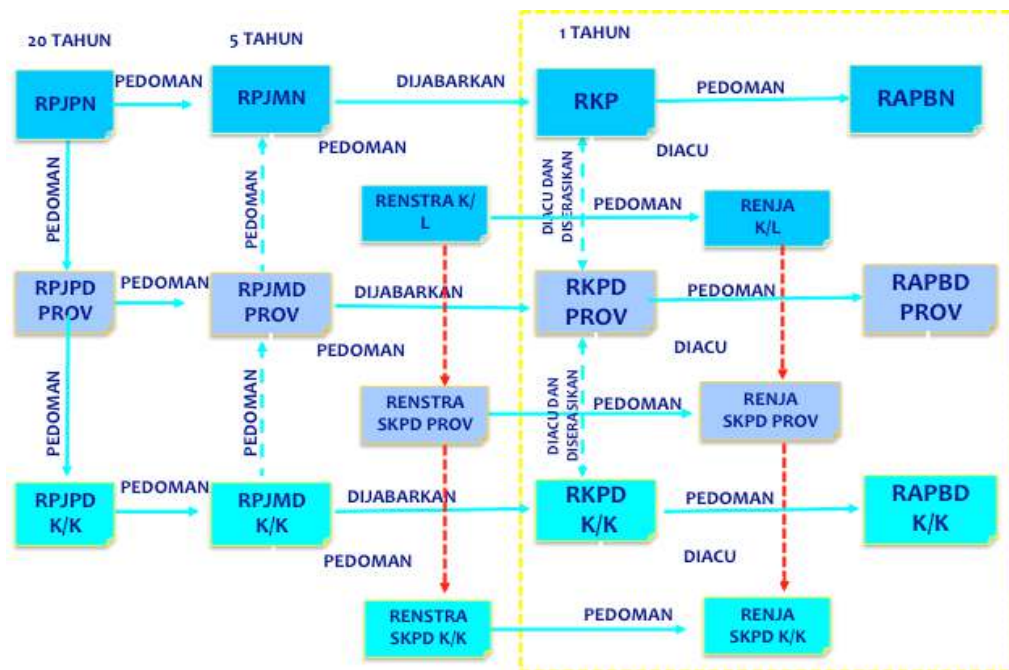 20 TAHUN
5 TAHUN
1 TAHUN
RPJPN
PEDOMAN
RPJMN
DIJABARKAN
RKP
PEDOMAN
RAPBN
PEDOMAN
DIACU
PEDOMAN
PEDOMAN
DIACU DAN
DISERASIKAN
RENSTRA K/
L
PEDOMAN
RENJA
K/L
RPJPD
PROV
PEDOMAN
RPJMD
PROV
DIJABARKAN
RKPD
PROV
PEDOMAN
RAPBD
PROV
PEDOMAN
DIACU
PEDOMAN
PEDOMAN
DIACU DAN
DISERASIKAN
RENSTRA
SKPD PROV
PEDOMAN
RENJA
SKPD PROV
RPJPD
K/K
PEDOMAN
RPJMD
K/K
DIJABARKAN
RKPD
K/K
PEDOMAN
RAPBD
K/K
PEDOMAN
DIACU
RENSTRA
SKPD K/K
PEDOMAN
RENJA
SKPD K/K